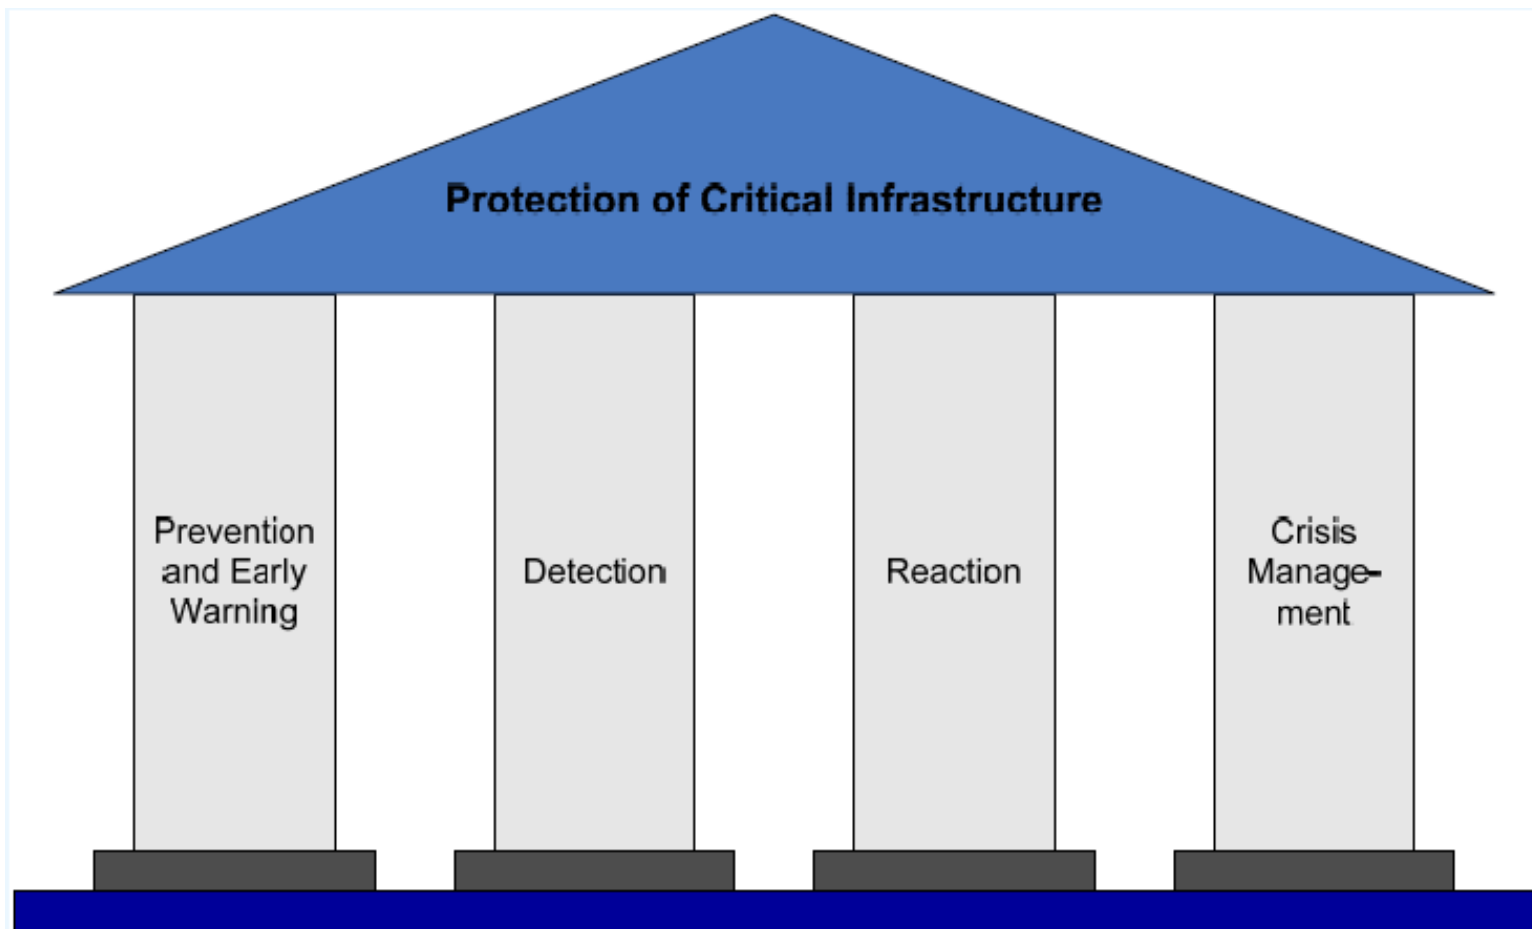 Protection of Critical Infrastructure
Prevention
and Early
Warning
Detection
Reaction
Crisis
Manage-
ment